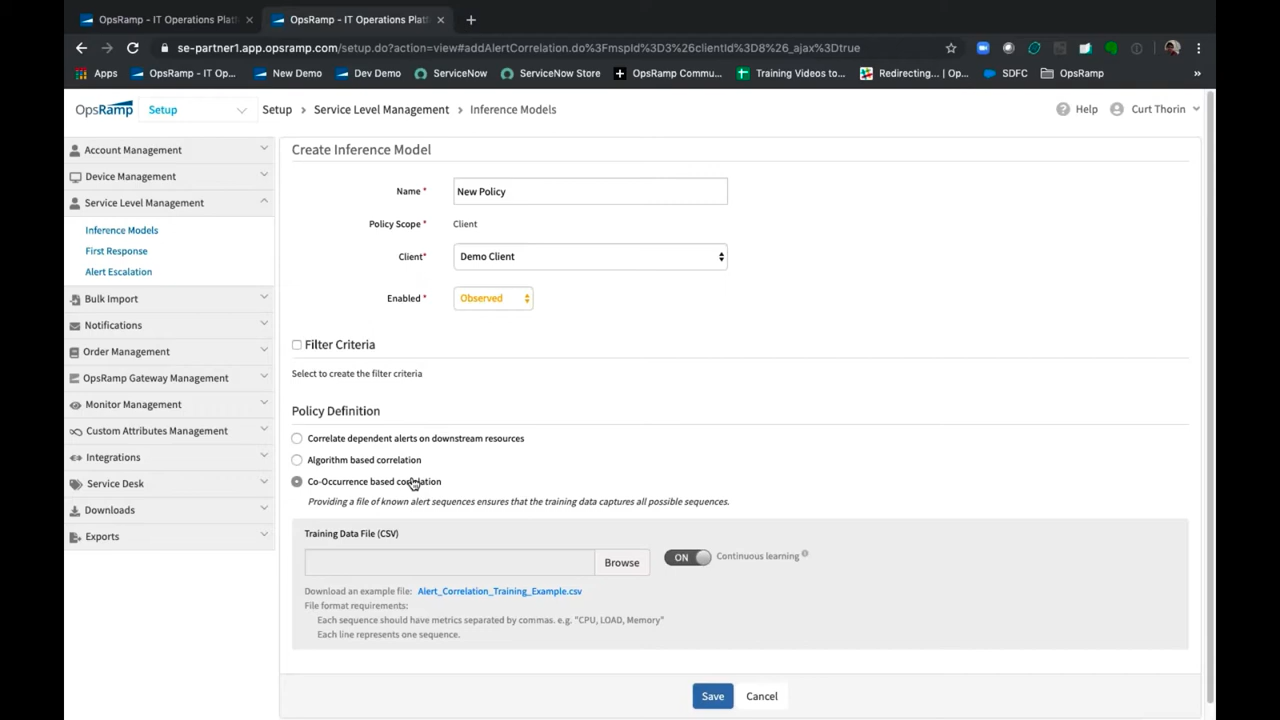 OpsRamp - IT Operations Platf
OpsRamp - IT Operations Platf
se-partner1.app.opsramp.com/setup.do?action=view#addAlertCorrelation.do%3FmspId%3D3%26clientId%3D8%26_ajax%3Dtrue
Apps OpsRamp - IT Op... New Demo Dev Demo ServiceNow ServiceNow Store OpsRamp Commu... Training Videos to... Redirecting... | Op... SDFC OpsRamp »
OpsRamp Setup Setup > Service Level Management > Inference Models Help Curt Thorin
Account Management
Device Management
Service Level Management
Inference Models
First Response
Alert Escalation
Bulk Import
Notifications
Order Management
OpsRamp Gateway Management
Monitor Management
Custom Attributes Management
Integrations
Service Desk
Downloads
Exports
Create Inference Model
Name * New Policy
Policy Scope * Client
Client* Demo Client
Enabled * Observed
Filter Criteria
Select to create the filter criteria
Policy Definition
Correlate dependent alerts on downstream resources
Algorithm based correlation
Co-Occurrence based correlation
Providing a file of known alert sequences ensures that the training data captures all possible sequences.
Training Data File (CSV)
Browse ON Continuous learning
Download an example file: Alert_Correlation_Training_Example.csv
File format requirements:
Each sequence should have metrics separated by commas. e.g. "CPU, LOAD, Memory"
Each line represents one sequence.
Save Cancel